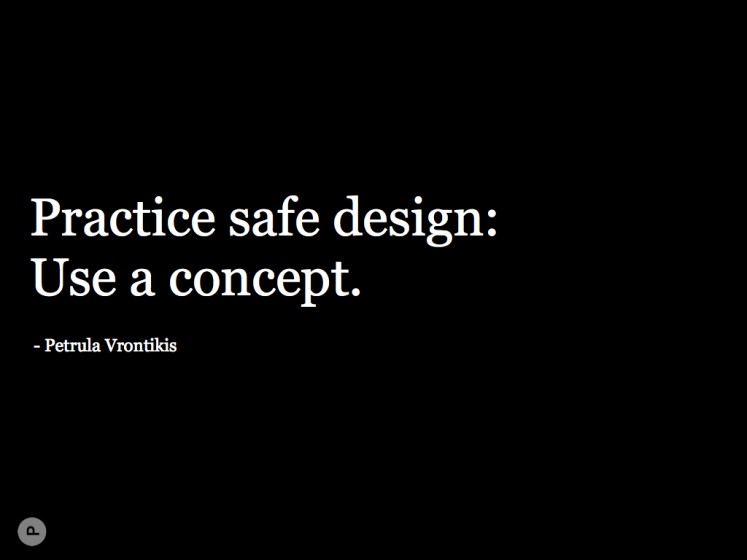 Practice safe design:
Use a concept.
- Petrula Vrontikis
P